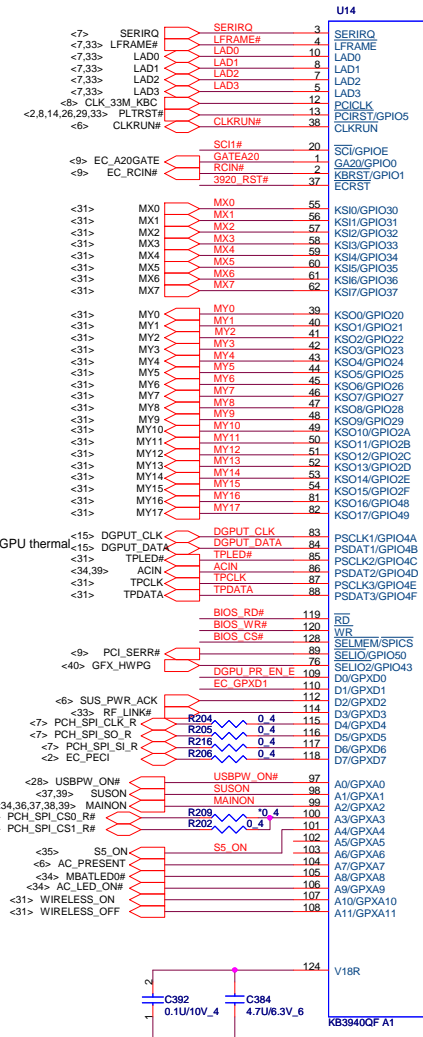 U14
<7> SERIRQ SERIRQ 3 SERIRQ
<7,33> LFRAME# LFRAME# 4 LFRAME
<7,33> LAD0 LAD0 10 LAD0
<7,33> LAD1 LAD1 8 LAD1
<7,33> LAD2 LAD2 7 LAD2
<7,33> LAD3 LAD3 5 LAD3
<8> CLK_33M_KBC 12 PCICLK
<2,8,14,26,29,33> PLTRST# 13 PCIRST/GPIO5
<6> CLKRUN# CLKRUN# 38 CLKRUN
SCI1# 20 SCI/GPIOE
<9> EC_A20GATE GATEA20 1 GA20/GPIO0
<9> EC_RCIN# RCIN# 2 KBRST/GPIO1
3920_RST# 37 ECRST
<31> MX0 MX0 55 KSI0/GPIO30
<31> MX1 MX1 56 KSI1/GPIO31
<31> MX2 MX2 57 KSI2/GPIO32
<31> MX3 MX3 58 KSI3/GPIO33
<31> MX4 MX4 59 KSI4/GPIO34
<31> MX5 MX5 60 KSI5/GPIO35
<31> MX6 MX6 61 KSI6/GPIO36
<31> MX7 MX7 62 KSI7/GPIO37
<31> MY0 MY0 39 KSO0/GPIO20
<31> MY1 MY1 40 KSO1/GPIO21
<31> MY2 MY2 41 KSO2/GPIO22
<31> MY3 MY3 42 KSO3/GPIO23
<31> MY4 MY4 43 KSO4/GPIO24
<31> MY5 MY5 44 KSO5/GPIO25
<31> MY6 MY6 45 KSO6/GPIO26
<31> MY7 MY7 46 KSO7/GPIO27
<31> MY8 MY8 47 KSO8/GPIO28
<31> MY9 MY9 48 KSO9/GPIO29
<31> MY10 MY10 49 KSO10/GPIO2A
<31> MY11 MY11 50 KSO11/GPIO2B
<31> MY12 MY12 51 KSO12/GPIO2C
<31> MY13 MY13 52 KSO13/GPIO2D
<31> MY14 MY14 53 KSO14/GPIO2E
<31> MY15 MY15 54 KSO15/GPIO2F
<31> MY16 MY16 81 KSO16/GPIO48
<31> MY17 MY17 82 KSO17/GPIO49
GPU thermal
<15> DGPUT_CLK DGPUT_CLK 83 PSCLK1/GPIO4A
<15> DGPUT_DATA DGPUT_DATA 84 PSDAT1/GPIO4B
<31> TPLED# TPLED# 85 PSCLK2/GPIO4C
<34,39> ACIN ACIN 86 PSDAT2/GPIO4D
<31> TPCLK TPCLK 87 PSCLK3/GPIO4E
<31> TPDATA TPDATA 88 PSDAT3/GPIO4F
BIOS_RD# 119 RD
BIOS_WR# 120 WR
BIOS_CS# 128 SELMEM/SPICS
<9> PCI_SERR# 89 SELIO/GPIO50
<40> GFX_HWPG 76 SELIO2/GPIO43
DGPU_PR_EN_E 109 D0/GPXD0
EC_GPXD1 110 D1/GPXD1
<6> SUS_PWR_ACK 112 D2/GPXD2
<33> RF_LINK# 114 D3/GPXD3
<7> PCH_SPI_CLK_R R204 0_4 115 D4/GPXD4
<7> PCH_SPI_SO_R R205 0_4 116 D5/GPXD5
<7> PCH_SPI_SI_R R216 0_4 117 D6/GPXD6
<2> EC_PECI R206 0_4 118 D7/GPXD7
<28> USBPW_ON# USBPW_ON# 97 A0/GPXA0
<37,39> SUSON SUSON 98 A1/GPXA1
34,36,37,38,39> MAINON MAINON 99 A2/GPXA2
> PCH_SPI_CS0_R# R209 *0_4 100 A3/GPXA3
> PCH_SPI_CS1_R# R202 0_4 101 A4/GPXA4
102 A5/GPXA5
<35> S5_ON S5_ON 103 A6/GPXA6
<6> AC_PRESENT 104 A7/GPXA7
<34> MBATLED0# 105 A8/GPXA8
<34> AC_LED_ON# 106 A9/GPXA9
<31> WIRELESS_ON 107 A10/GPXA10
<31> WIRELESS_OFF 108 A11/GPXA11
124 V18R
2
C392
0.1U/10V_4
1
C384
4.7U/6.3V_6
KB3940QF A1